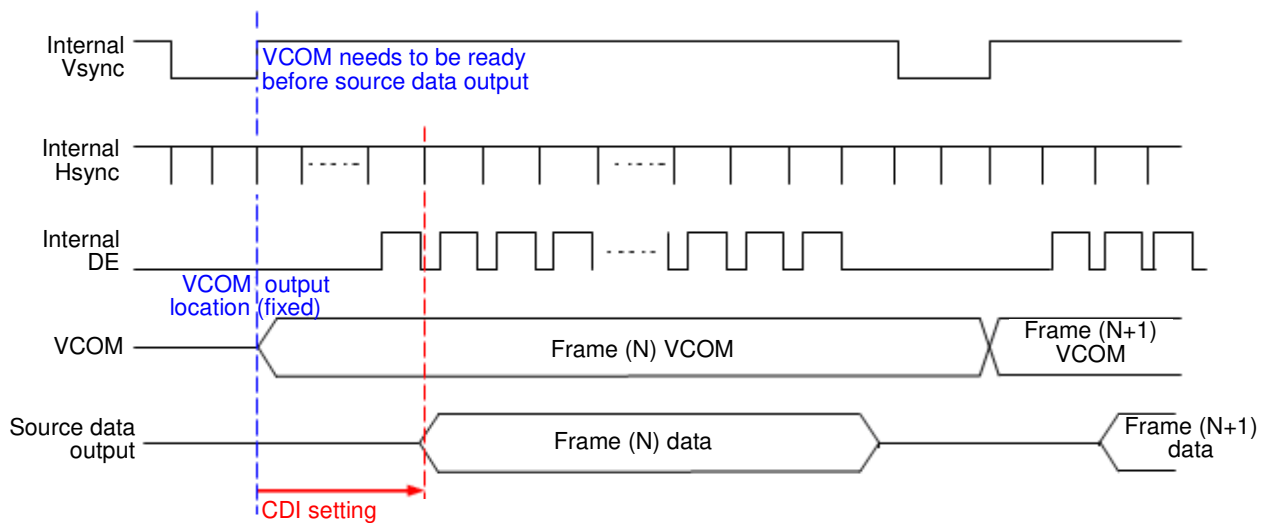 Internal
Vsync
VCOM needs to be ready
before source data output
Internal
Hsync
Internal
DE
VCOM output
location (fixed)
VCOM
Frame (N) VCOM
Frame (N+1)
VCOM
Source data
output
Frame (N) data
Frame (N+1)
data
CDI setting